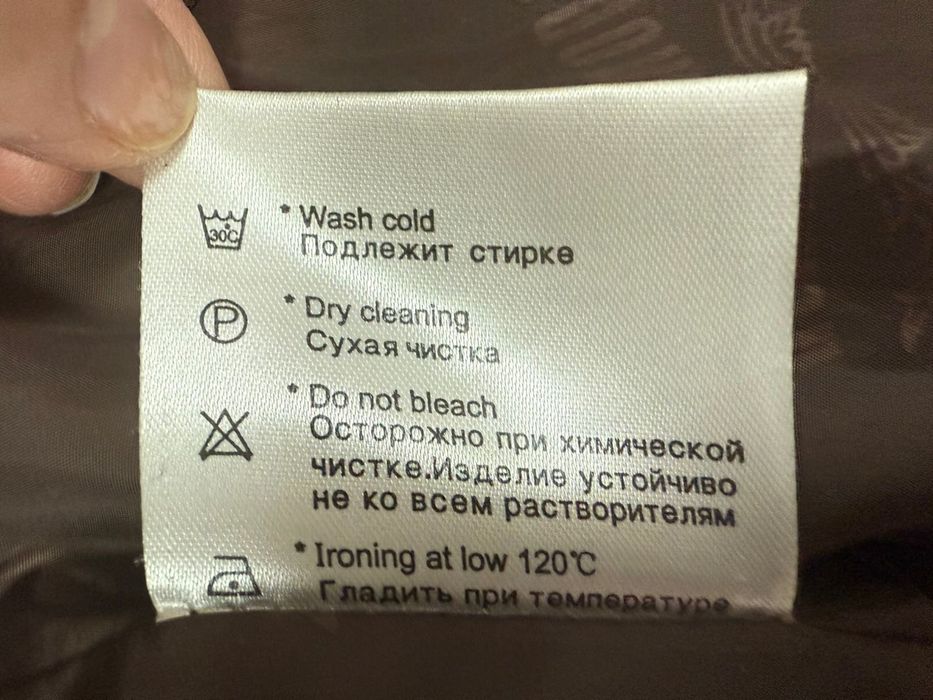 30C
* Wash cold
Подлежит стирке
P
* Dry cleaning
Сухая чистка
* Do not bleach
Осторожно при химической
чистке.Изделие устойчиво
не ко всем растворителям
* Ironing at low 120℃
Гладить при температуре